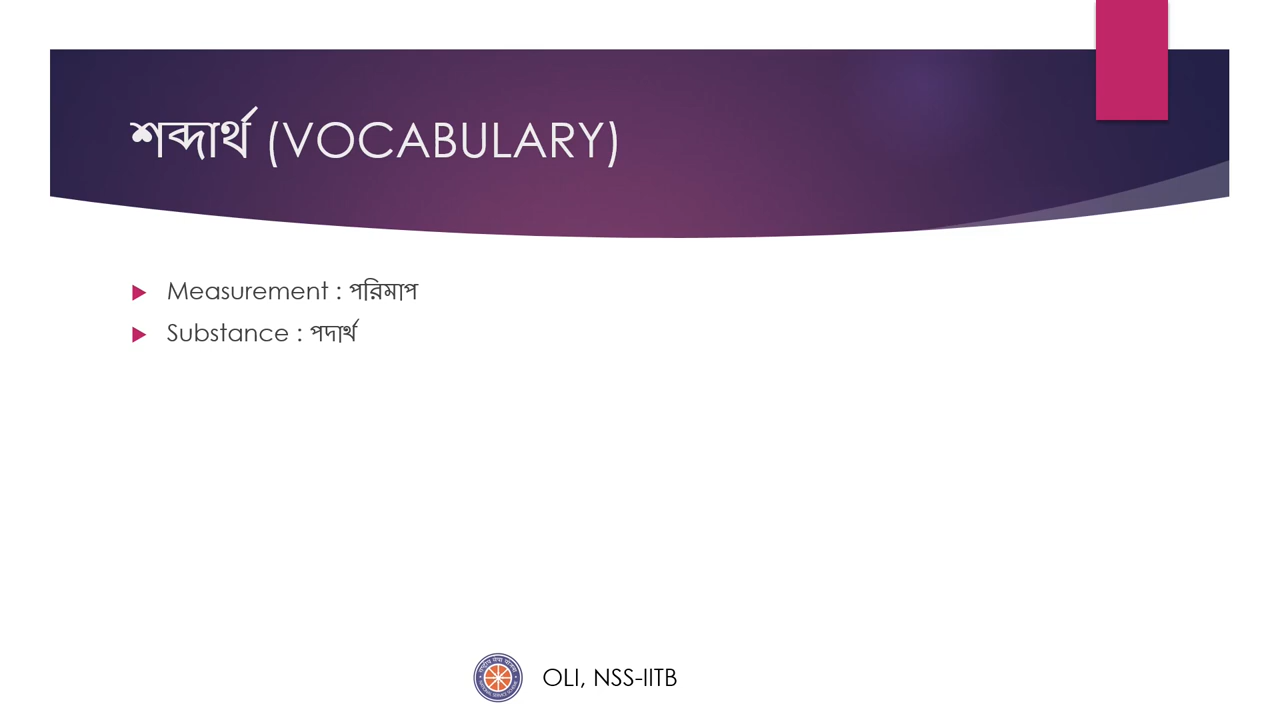 শব্দার্থ (VOCABULARY)
Measurement : পরিমাপ
Substance : পদার্থ
OLI, NSS-IITB